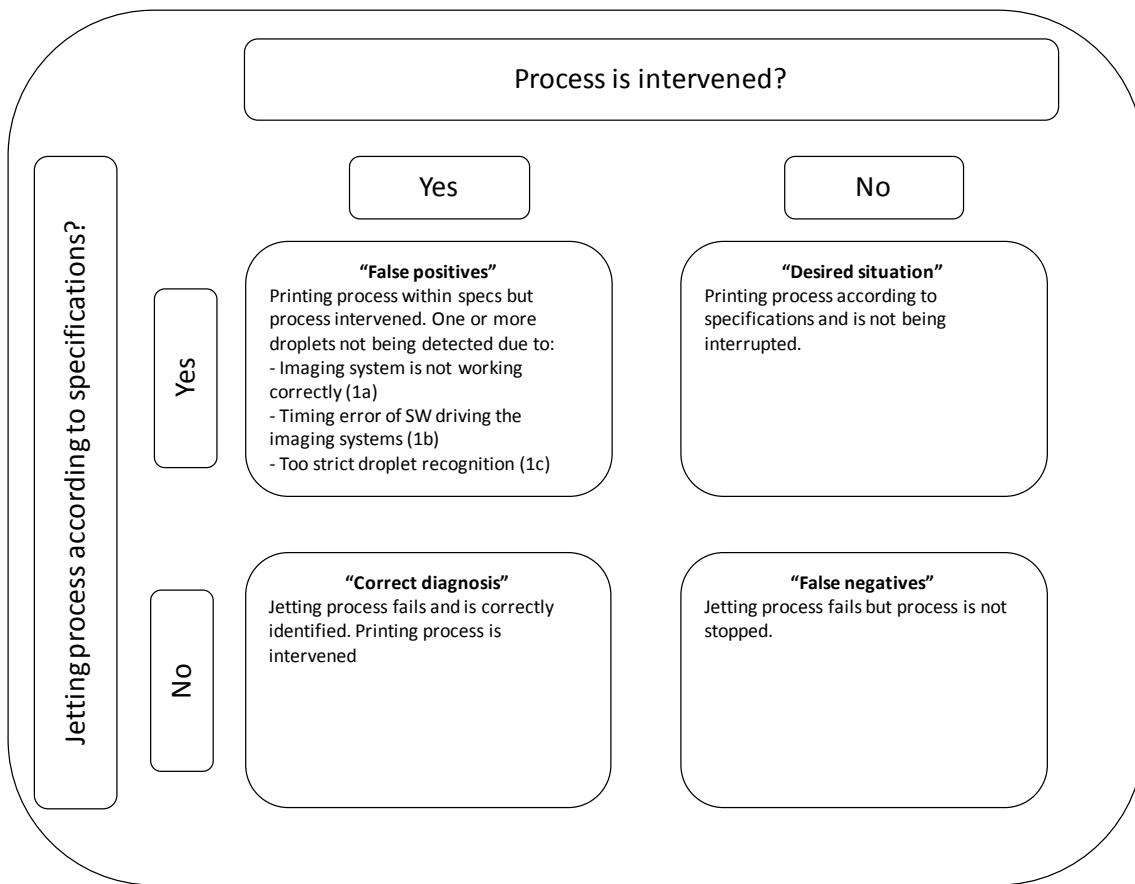 Process is intervened?
Yes
No
Jetting process according to specifications?
Yes
“False positives”
Printing process within specs but
process intervened. One or more
droplets not being detected due to:
- Imaging system is not working
correctly (1a)
- Timing error of SW driving the
imaging systems (1b)
- Too strict droplet recognition (1c)
“Desired situation”
Printing process according to
specifications and is not being
interrupted.
No
“Correct diagnosis”
Jetting process fails and is correctly
identified. Printing process is
intervened
“False negatives”
Jetting process fails but process is not
stopped.